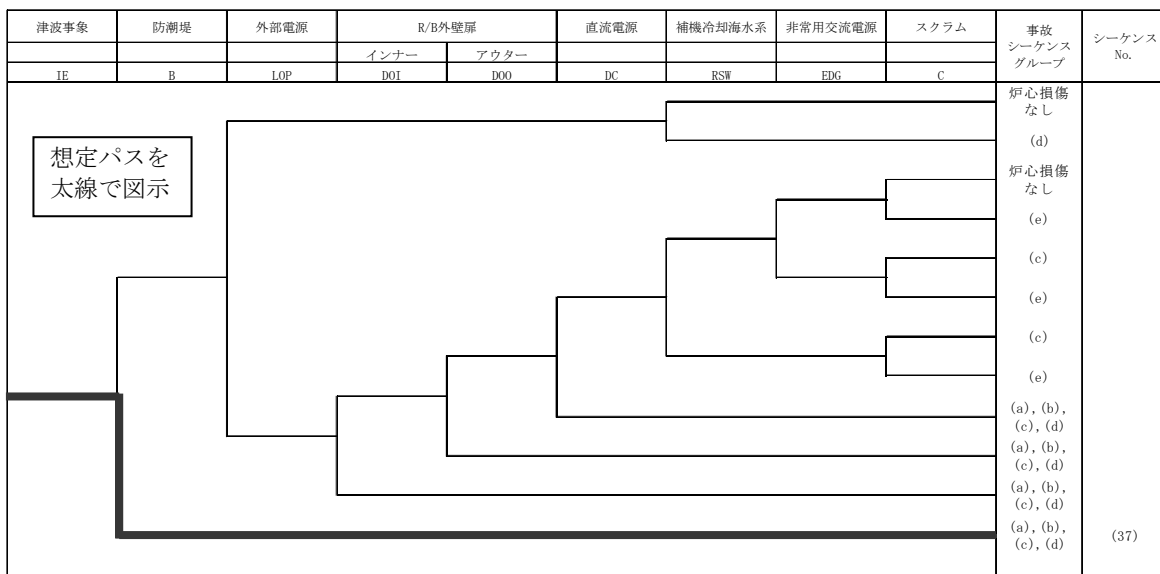 津波事象 防潮堤 外部電源 R/B外壁扉 直流電源 補機冷却海水系 非常用交流電源 スクラム 事故シーケンスグループ シーケンスNo.
インナー アウター
IE B LOP DOI DOO DC RSW EDG C
炉心損傷
なし
想定パスを
太線で図示
(d)
炉心損傷
なし
(e)
(c)
(e)
(c)
(e)
(a),(b),
(c),(d)
(a),(b),
(c),(d)
(a),(b),
(c),(d)
(a),(b),
(c),(d)
(37)